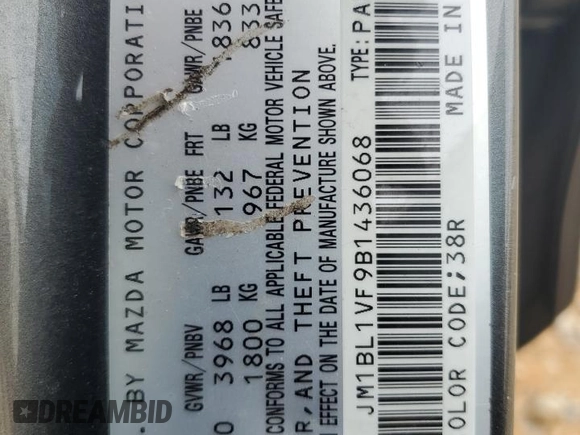 . BY MAZDA MOTOR CORPORATI
GVWR/PNBV GAWR/PNBE FRT GAWR/PNBE
0 3968 LB 132 LB 836
1800 KG 967 KG 833
CONFORMS TO ALL APPLICABLE FEDERAL MOTOR VEHICLE SAFE
R, AND THEFT PREVENTION
N EFFECT ON THE DATE OF MANUFACTURE SHOWN ABOVE.
JM1BL1VF9B1436068 TYPE:PA
OLOR CODE;38R MADE IN
DREAMBID